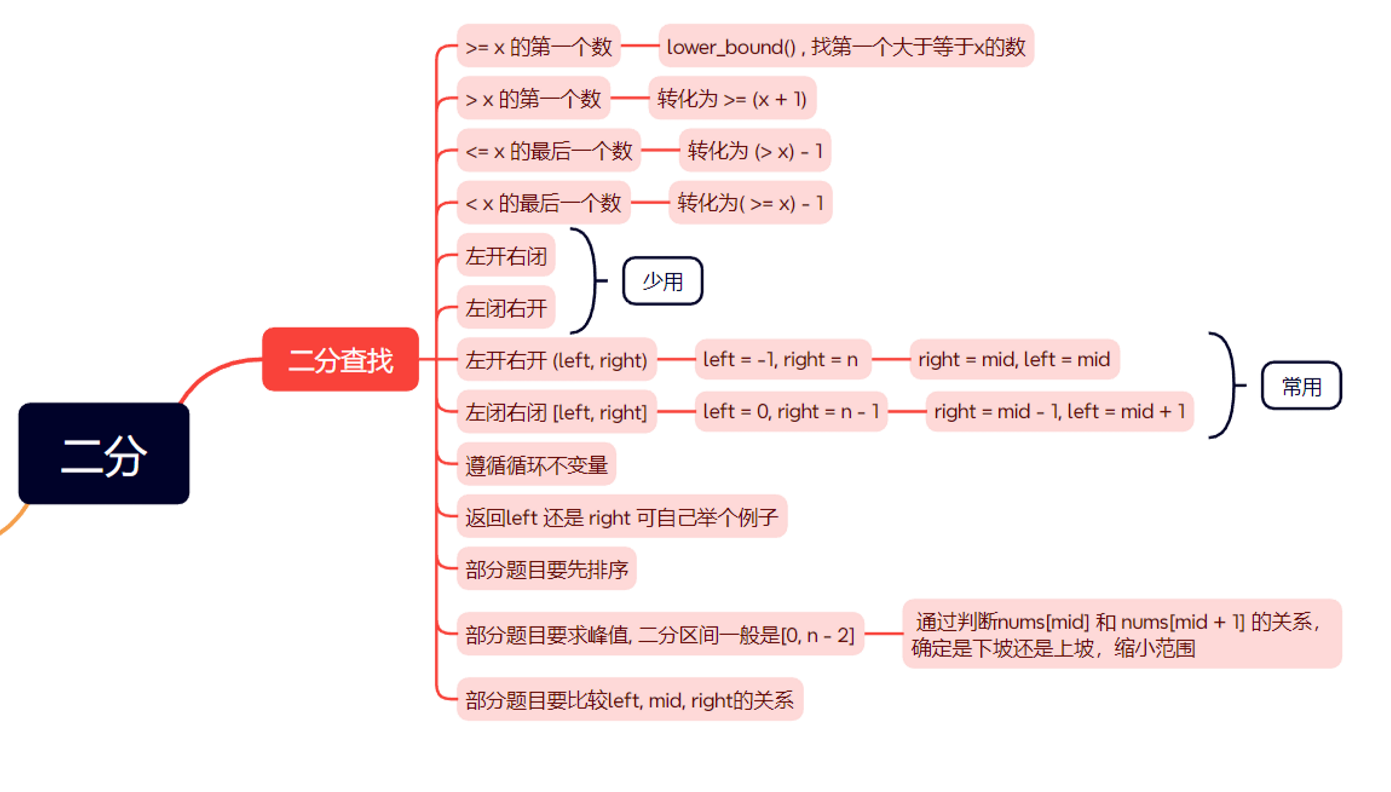 >= x 的第一个数
lower_bound() , 找第一个大于等于x的数
> x 的第一个数
转化为 >= (x + 1)
<= x 的最后一个数
转化为 (> x) - 1
< x 的最后一个数
转化为( >= x) - 1
左开右闭
左闭右开
少用
二分查找
左开右开 (left, right)
left = -1, right = n
right = mid, left = mid
左闭右闭 [left, right]
left = 0, right = n - 1
right = mid - 1, left = mid + 1
常用
二分
遵循循环不变量
返回left 还是 right 可自己举个例子
部分题目要先排序
部分题目要求峰值, 二分区间一般是[0, n - 2]
通过判断nums[mid] 和 nums[mid + 1] 的关系，
确定是下坡还是上坡，缩小范围
部分题目要比较left, mid, right的关系